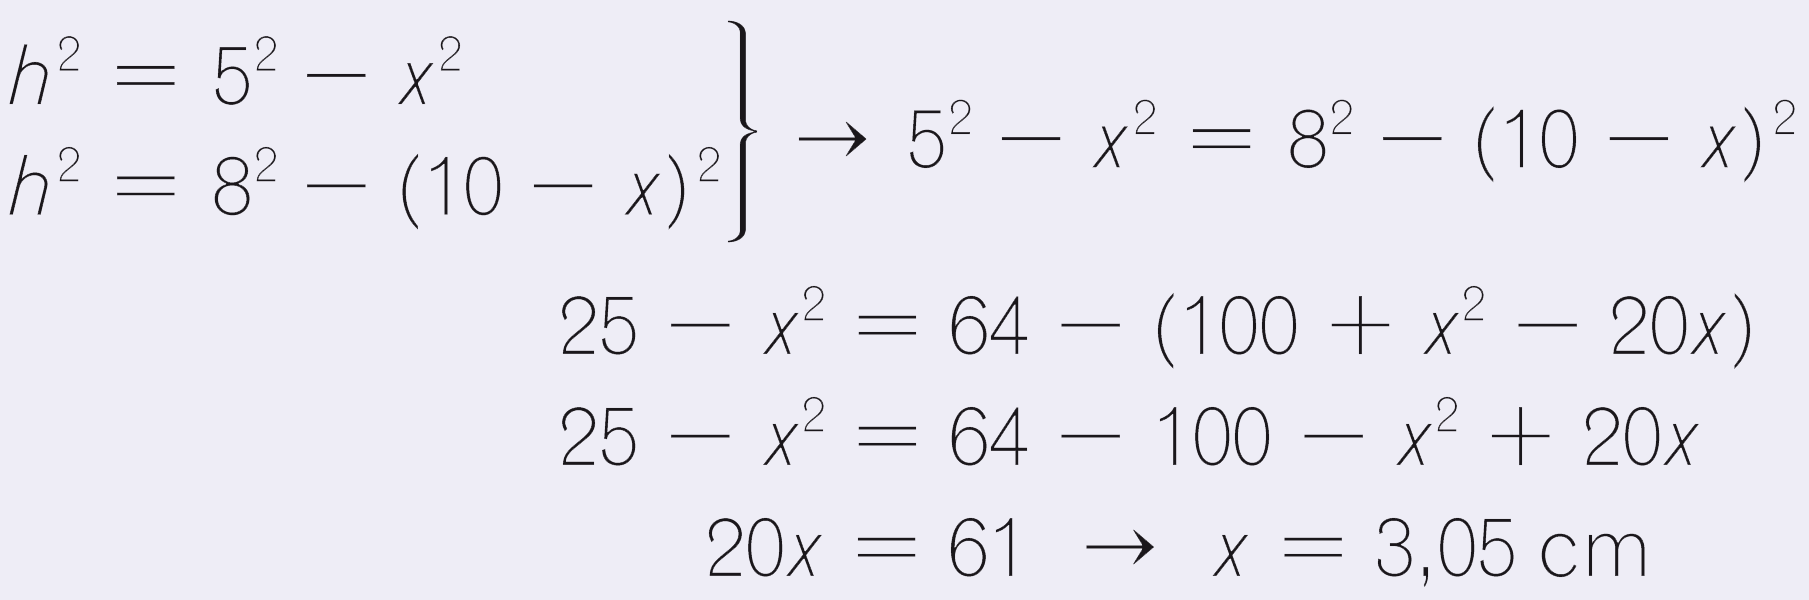 h² = 5² − x²
h² = 8² − (10 − x)²
} → 5² − x² = 8² − (10 − x)²
25 − x² = 64 − (100 + x² − 20x)
25 − x² = 64 − 100 − x² + 20x
20x = 61 → x = 3,05 cm